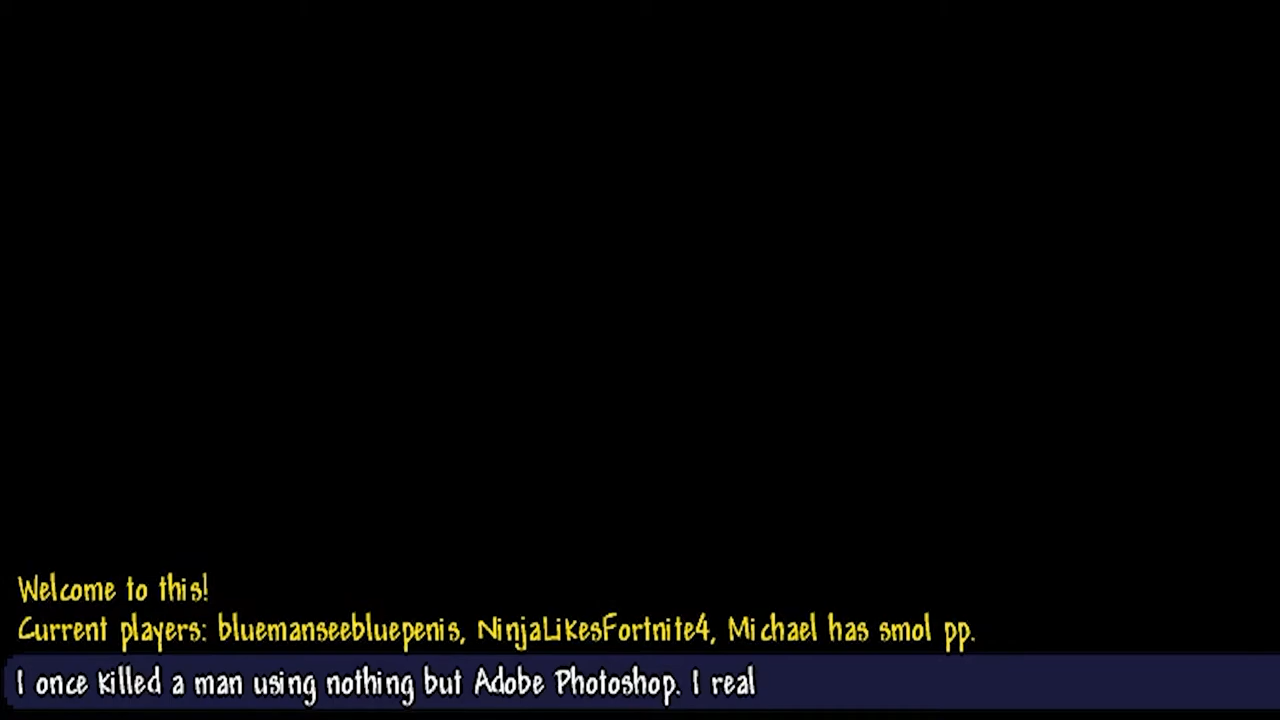 Welcome to this!
Current players: bluemanseebluepenis, NinjaLikesFortnite4, Michael has smol pp.
I once killed a man using nothing but Adobe Photoshop. I real